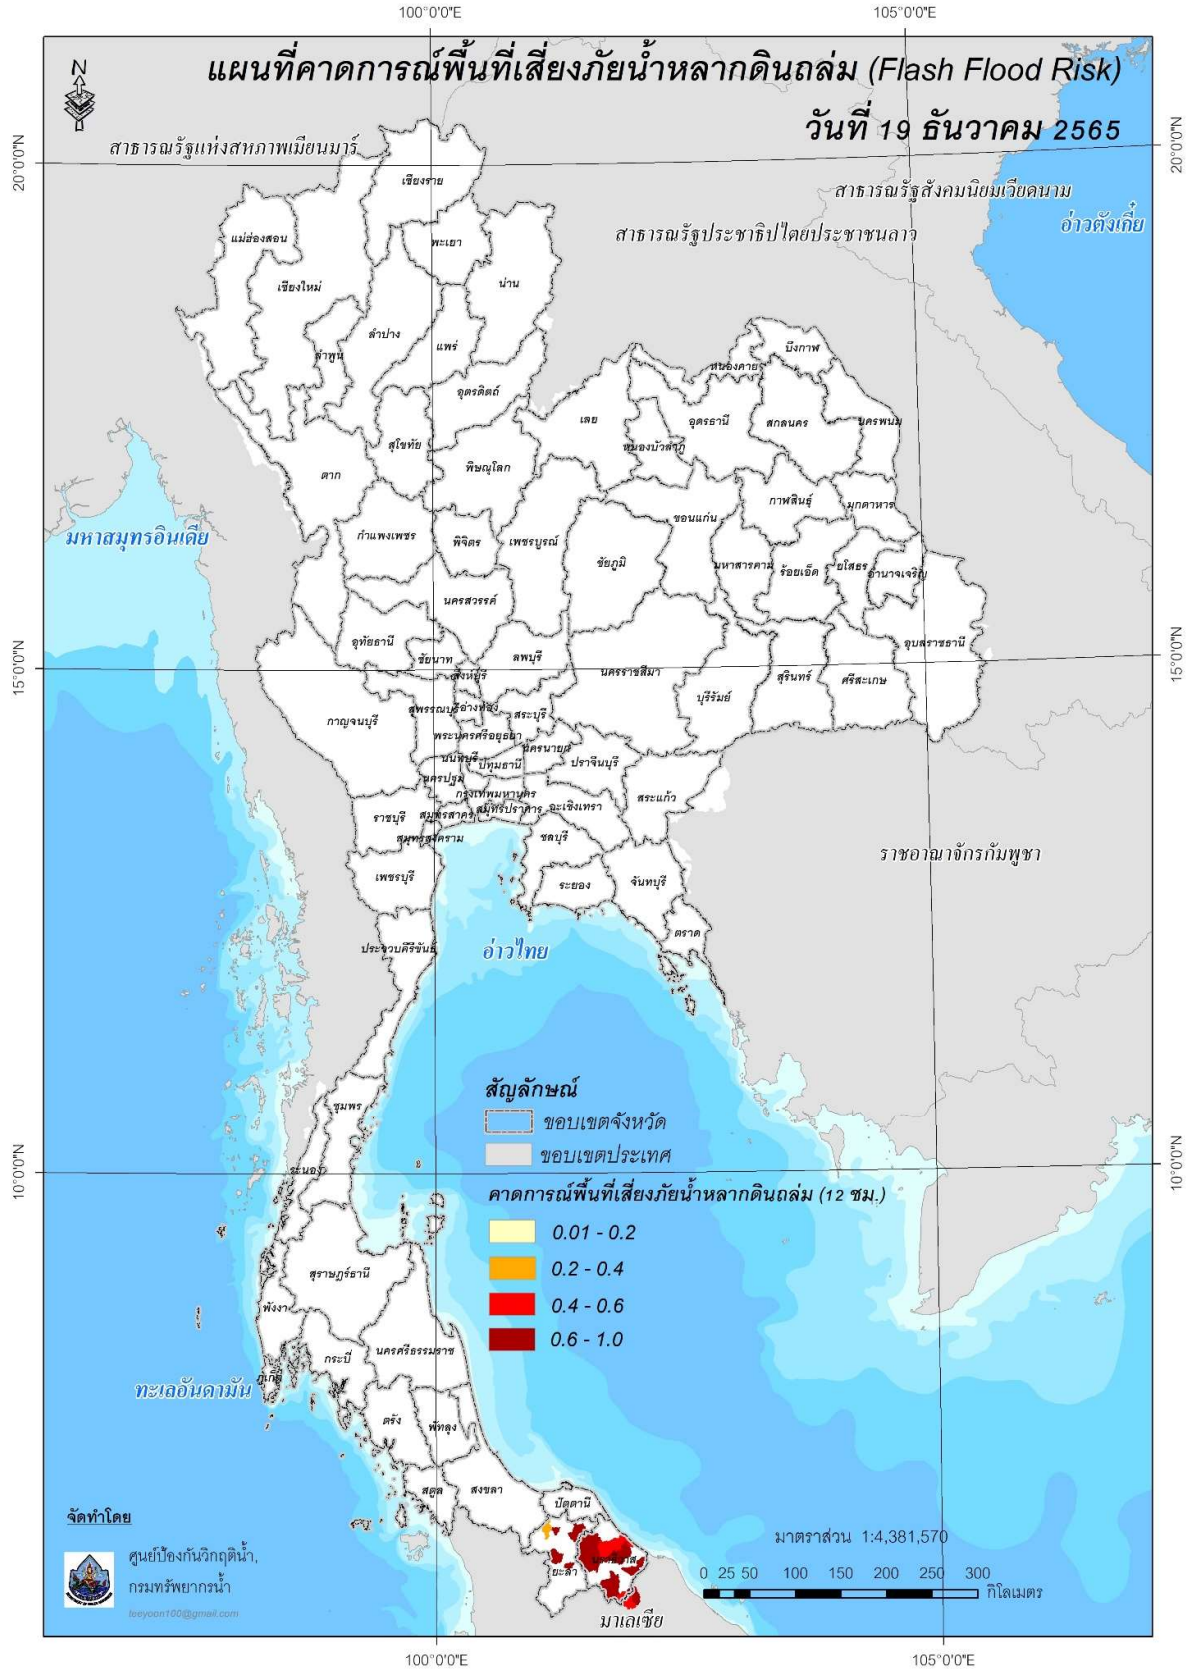 100°0'0"E
105°0'0"E
แผนที่คาดการณ์พื้นที่เสี่ยงภัยน้ำหลากดินถล่ม (Flash Flood Risk)
วันที่ 19 ธันวาคม 2565
N
20°0'0"N
20°0'0"N
สาธารณรัฐแห่งสหภาพเมียนมาร์
สาธารณรัฐสังคมนิยมเวียดนาม
อ่าวตังเกี๋ย
สาธารณรัฐประชาธิปไตยประชาชนลาว
เชียงราย
แม่ฮ่องสอน
พะเยา
เชียงใหม่
น่าน
ลำปาง
แพร่
ลำพูน
บึงกาฬ
หนองคาย
อุตรดิตถ์
เลย
อุดรธานี
สกลนคร
นครพนม
สุโขทัย
หนองบัวลำภู
พิษณุโลก
ตาก
กาฬสินธุ์
มุกดาหาร
ขอนแก่น
มหาสมุทรอินเดีย
กำแพงเพชร
พิจิตร
เพชรบูรณ์
ชัยภูมิ
มหาสารคาม
ร้อยเอ็ด
ยโสธร
อำนาจเจริญ
นครสวรรค์
อุทัยธานี
ชัยนาท
ลพบุรี
อุบลราชธานี
15°0'0"N
15°0'0"N
สิงห์บุรี
นครราชสีมา
สุรินทร์
ศรีสะเกษ
บุรีรัมย์
กาญจนบุรี
สุพรรณบุรี
อ่างทอง
สระบุรี
พระนครศรีอยุธยา
นครนายก
นนทบุรี
ปทุมธานี
ปราจีนบุรี
นครปฐม
กรุงเทพมหานคร
สระแก้ว
ราชบุรี
สมุทรสาคร
สมุทรปราการ
ฉะเชิงเทรา
สมุทรสงคราม
ชลบุรี
ราชอาณาจักรกัมพูชา
เพชรบุรี
ระยอง
จันทบุรี
ตราด
ประจวบคีรีขันธ์
อ่าวไทย
ชุมพร
สัญลักษณ์
ขอบเขตจังหวัด
ขอบเขตประเทศ
ระนอง
10°0'0"N
10°0'0"N
คาดการณ์พื้นที่เสี่ยงภัยน้ำหลากดินถล่ม (12 ชม.)
0.01 - 0.2
0.2 - 0.4
0.4 - 0.6
0.6 - 1.0
สุราษฎร์ธานี
พังงา
นครศรีธรรมราช
กระบี่
ภูเก็ต
ทะเลอันดามัน
ตรัง
พัทลุง
สตูล
สงขลา
ปัตตานี
นราธิวาส
ยะลา
มาเลเซีย
จัดทำโดย
ศูนย์ป้องกันวิกฤติน้ำ,
กรมทรัพยากรน้ำ
teeyoon100@gmail.com
มาตราส่วน 1:4,381,570
0 25 50 100 150 200 250 300
กิโลเมตร
100°0'0"E
105°0'0"E